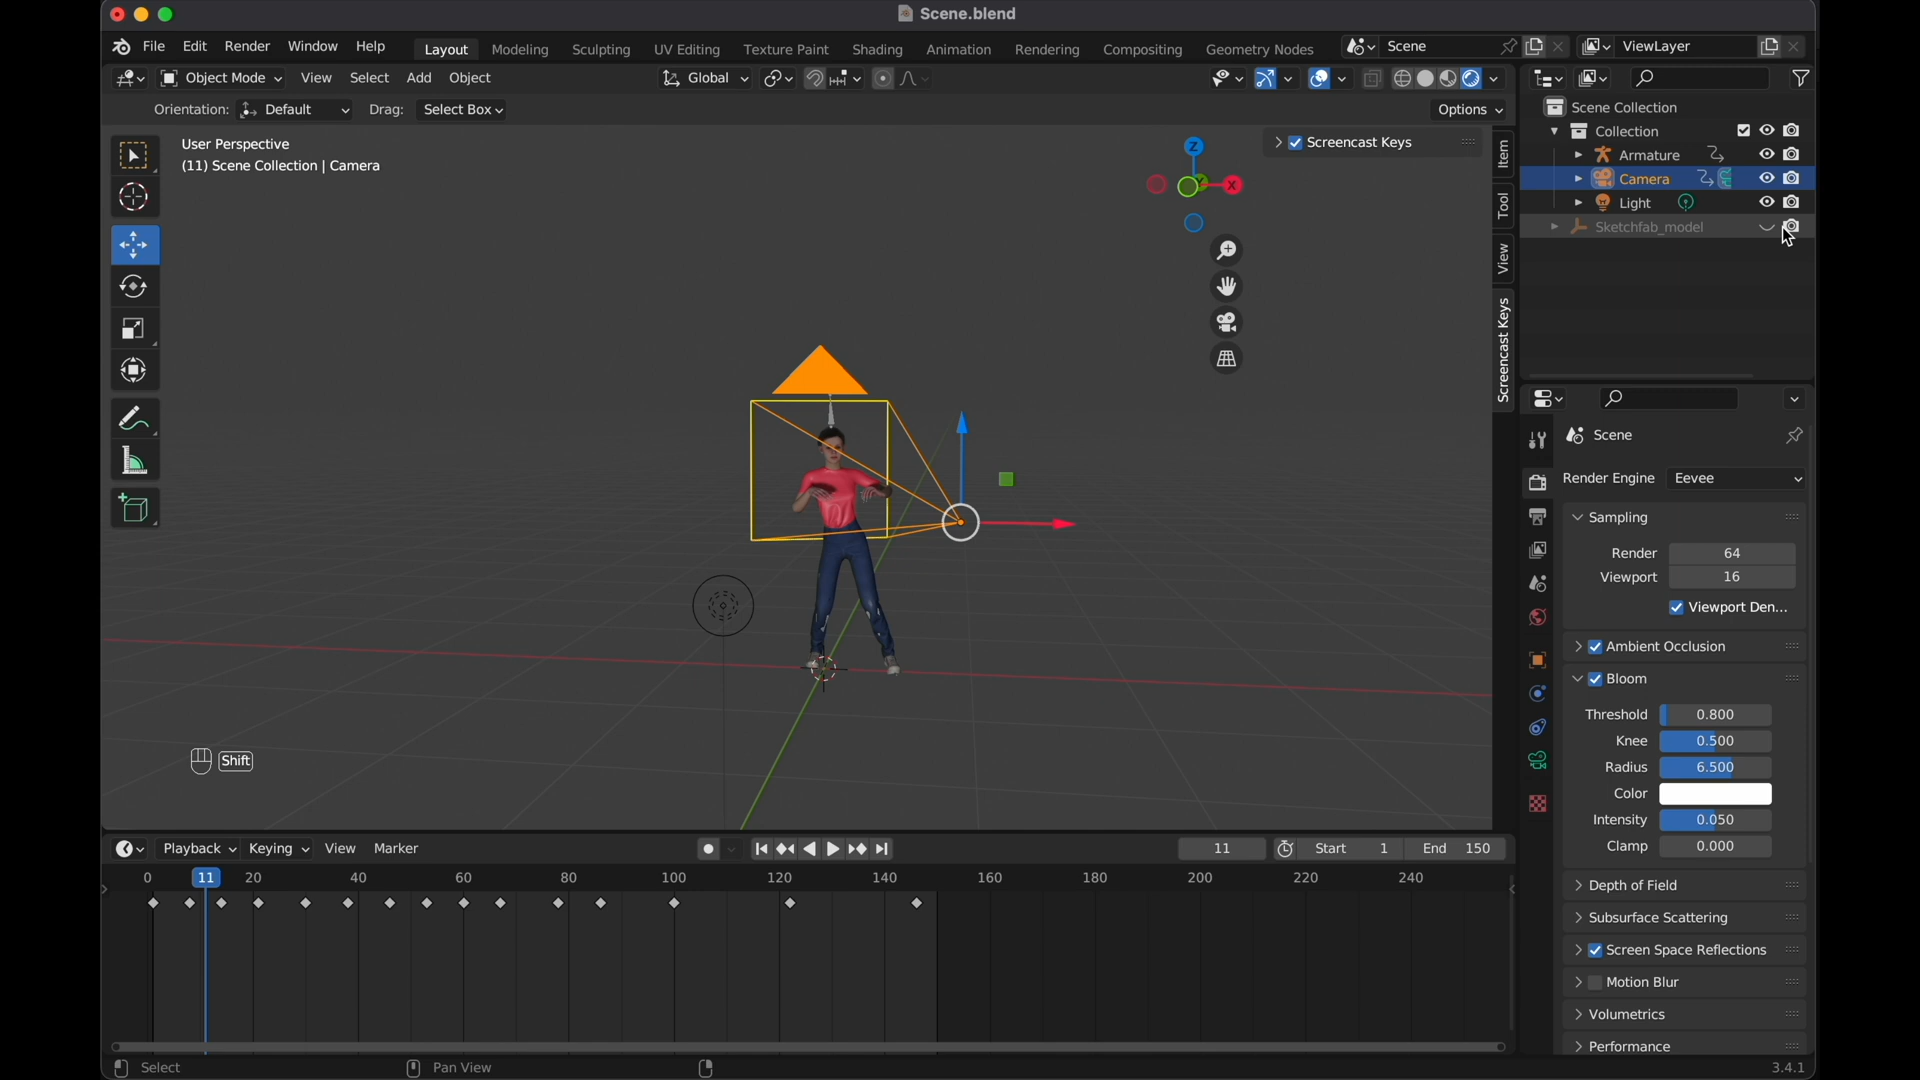 Scene.blend
File Edit Render Window Help Layout Modeling Sculpting UV Editing Texture Paint Shading Animation Rendering Compositing Geometry Nodes Scene ViewLayer
Object Mode View Select Add Object Global
Orientation: Default Drag: Select Box Options
User Perspective
(11) Scene Collection | Camera
Z
X
Screencast Keys
Item
Tool
View
Screencast Keys
Scene Collection
Collection
Armature
Camera
Light
Sketchfab_model
Scene
Render Engine Eevee
Sampling
Render 64
Viewport 16
Viewport Den...
Ambient Occlusion
Bloom
Threshold 0.800
Knee 0.500
Radius 6.500
Color
Intensity 0.050
Clamp 0.000
Depth of Field
Subsurface Scattering
Screen Space Reflections
Motion Blur
Volumetrics
Performance
Shift
Playback Keying View Marker 11 Start 1 End 150
0 11 20 40 60 80 100 120 140 160 180 200 220 240
Select Pan View 3.4.1